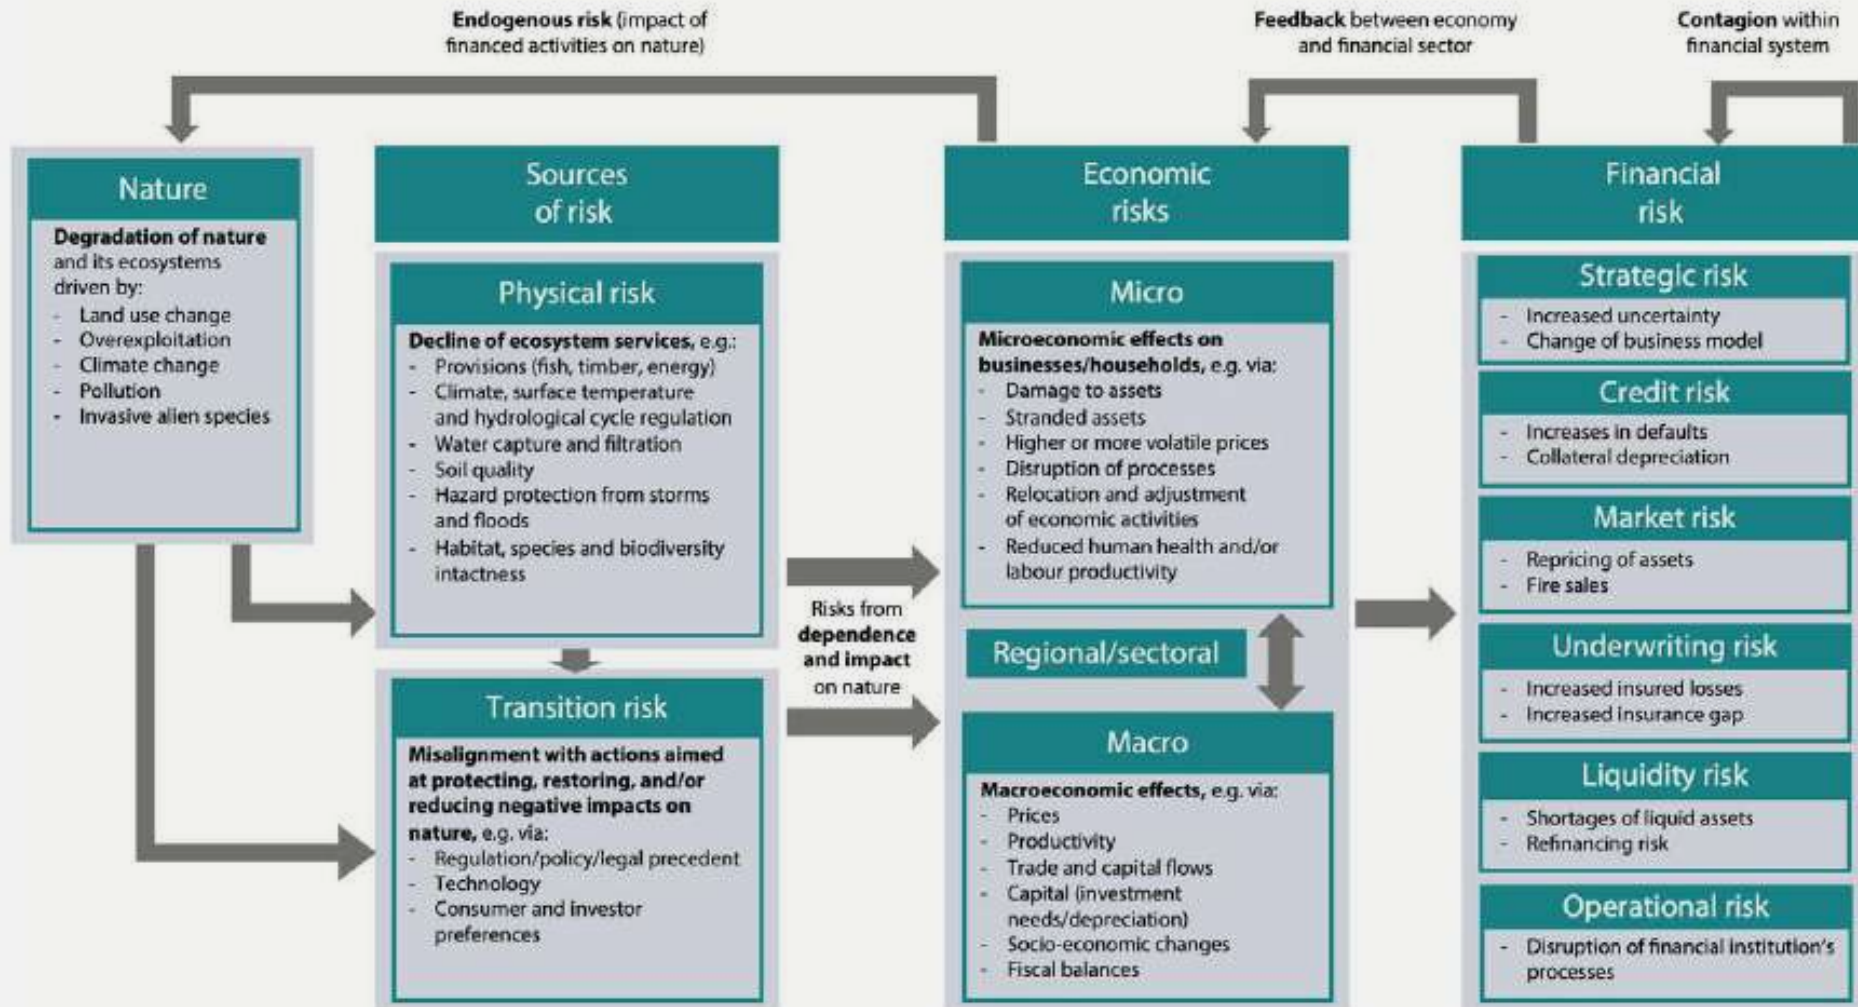 Endogenous risk (impact of
financed activities on nature)
Feedback between economy
and financial sector
Contagion within
financial system
Nature
Degradation of nature
and its ecosystems
driven by:
- Land use change
- Overexploitation
- Climate change
- Pollution
- Invasive alien species
Sources
of risk
Physical risk
Decline of ecosystem services, e.g.:
- Provisions (fish, timber, energy)
- Climate, surface temperature
and hydrological cycle regulation
- Water capture and filtration
- Soil quality
- Hazard protection from storms
and floods
- Habitat, species and biodiversity
intactness
Transition risk
Misalignment with actions aimed
at protecting, restoring, and/or
reducing negative impacts on
nature, e.g. via:
- Regulation/policy/legal precedent
- Technology
- Consumer and investor
preferences
Risks from
dependence
and impact
on nature
Economic
risks
Micro
Microeconomic effects on
businesses/households, e.g. via:
- Damage to assets
- Stranded assets
- Higher or more volatile prices
- Disruption of processes
- Relocation and adjustment
of economic activities
- Reduced human health and/or
labour productivity
Regional/sectoral
Macro
Macroeconomic effects, e.g. via:
- Prices
- Productivity
- Trade and capital flows
- Capital (investment
needs/depreciation)
- Socio-economic changes
- Fiscal balances
Financial
risk
Strategic risk
- Increased uncertainty
- Change of business model
Credit risk
- Increases in defaults
- Collateral depreciation
Market risk
- Repricing of assets
- Fire sales
Underwriting risk
- Increased insured losses
- Increased insurance gap
Liquidity risk
- Shortages of liquid assets
- Refinancing risk
Operational risk
- Disruption of financial institution's
processes